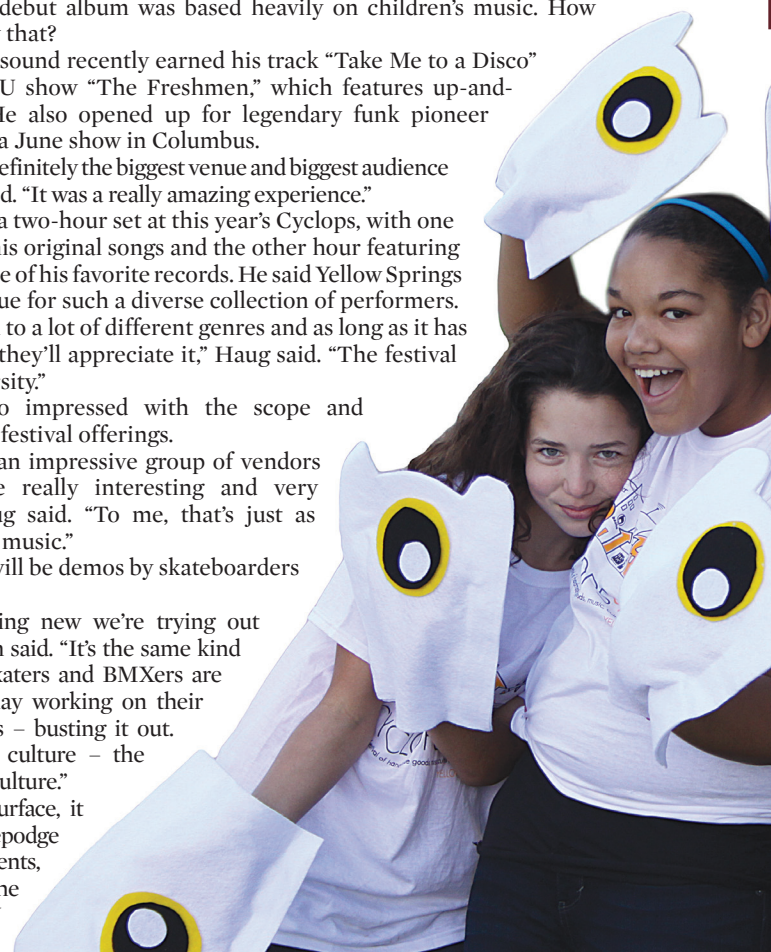 debut album was based heavily on children's music. How
that?
sound recently earned his track “Take Me to a Disco”
U show “The Freshmen,” which features up-and-
He also opened up for legendary funk pioneer
a June show in Columbus.
efinitely the biggest venue and biggest audience
d. “It was a really amazing experience.”
a two-hour set at this year's Cyclops, with one
his original songs and the other hour featuring
e of his favorite records. He said Yellow Springs
ue for such a diverse collection of performers.
to a lot of different genres and as long as it has
they'll appreciate it,” Haug said. “The festival
sity.”
o impressed with the scope and
festival offerings.
an impressive group of vendors
e really interesting and very
ug said. “To me, that's just as
music.”
will be demos by skateboarders
ing new we're trying out
n said. “It's the same kind
katers and BMXers are
ay working on their
s – busting it out.
culture – the
ulture.”
urface, it
epodge
ents,
he
goods